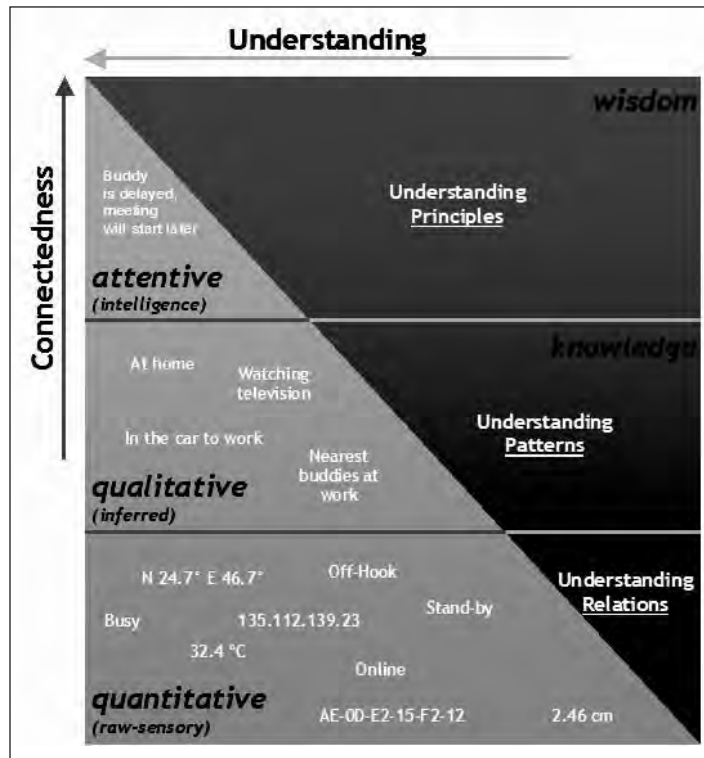 Understanding
Connectedness
wisdom
Buddy
is delayed,
meeting
will start later
Understanding
Principles
attentive
(intelligence)
knowledge
At home
Watching
television
In the car to work
Understanding
Patterns
Nearest
buddies at
work
qualitative
(inferred)
N 24.7° E 46.7°
Off-Hook
Understanding
Relations
Stand-by
Busy
135.112.139.23
32.4 °C
Online
quantitative
(raw-sensory)
AE-0D-E2-15-F2-12
2.46 cm